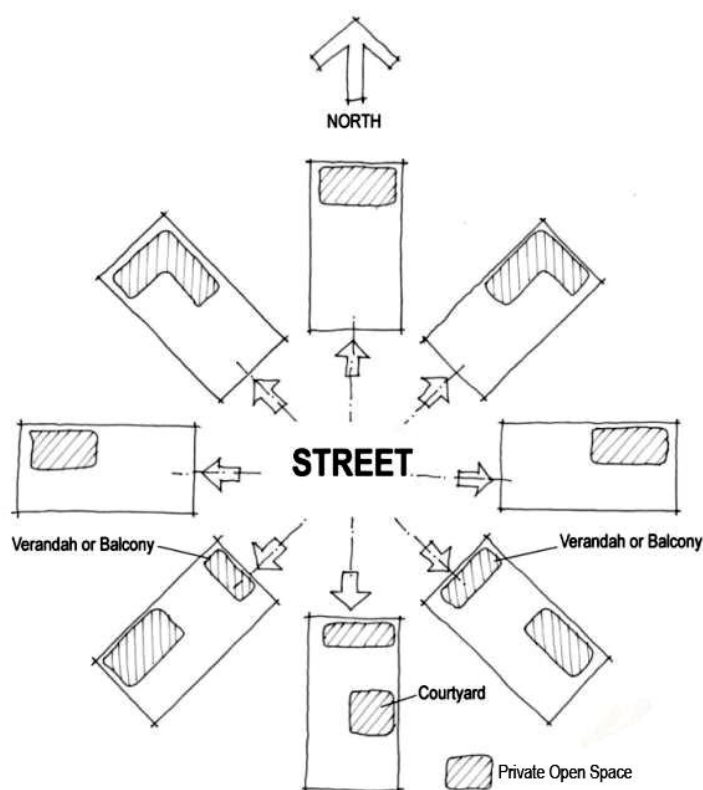 NORTH
STREET
Verandah or Balcony
Verandah or Balcony
Courtyard
Private Open Space